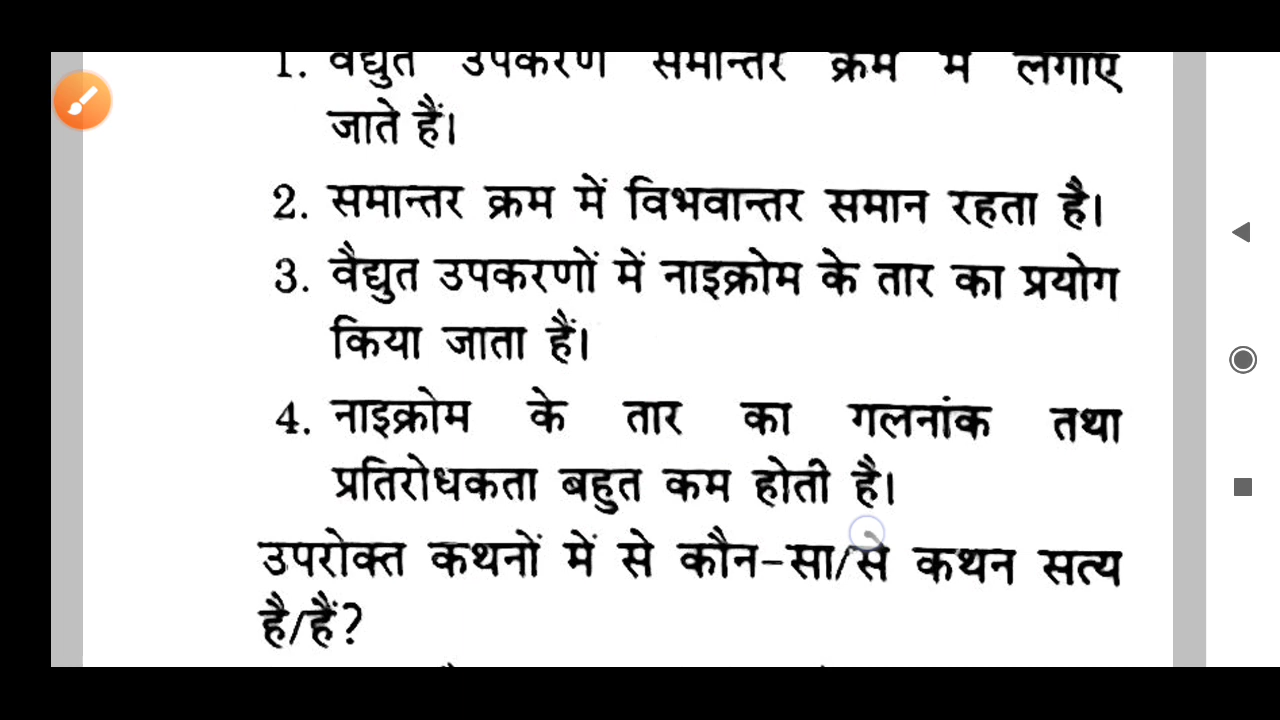 1. वैद्युत उपकरण समान्तर क्रम में लगाए
जाते हैं।
2. समान्तर क्रम में विभवान्तर समान रहता है।
3. वैद्युत उपकरणों में नाइक्रोम के तार का प्रयोग
किया जाता हैं।
4. नाइक्रोम के तार का गलनांक तथा
प्रतिरोधकता बहुत कम होती है।
उपरोक्त कथनों में से कौन-सा/से कथन सत्य
है/हैं?